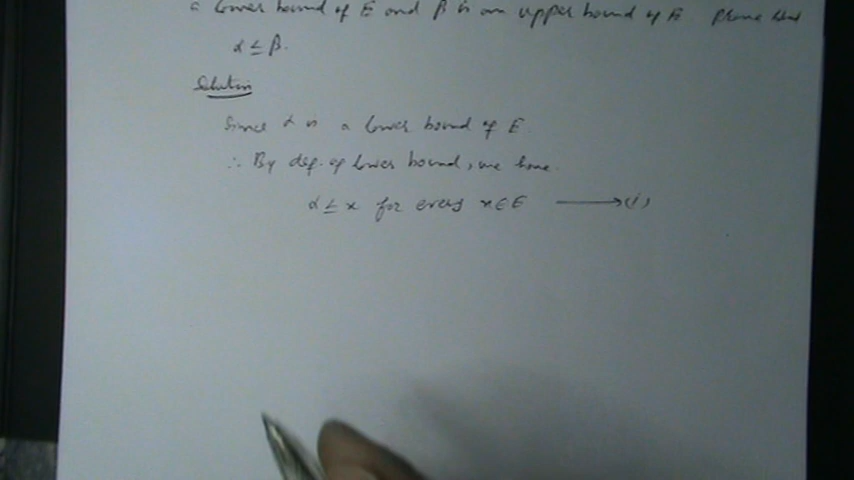 a lower bound of E and β is an upper bound of E. Prove that
α ≤ β.
Solution
Since α is a lower bound of E.
∴ By def. of lower bound, we have.
α ≤ x for every x ∈ E ⟶ (i)